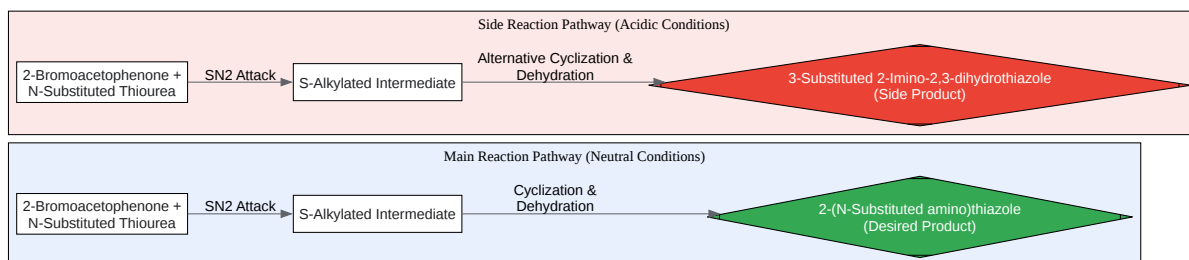 Side Reaction Pathway (Acidic Conditions)
2-Bromoacetophenone +
N-Substituted Thiourea
SN2 Attack
S-Alkylated Intermediate
Alternative Cyclization &
Dehydration
3-Substituted 2-Imino-2,3-dihydrothiazole
(Side Product)
Main Reaction Pathway (Neutral Conditions)
2-Bromoacetophenone +
N-Substituted Thiourea
SN2 Attack
S-Alkylated Intermediate
Cyclization &
Dehydration
2-(N-Substituted amino)thiazole
(Desired Product)